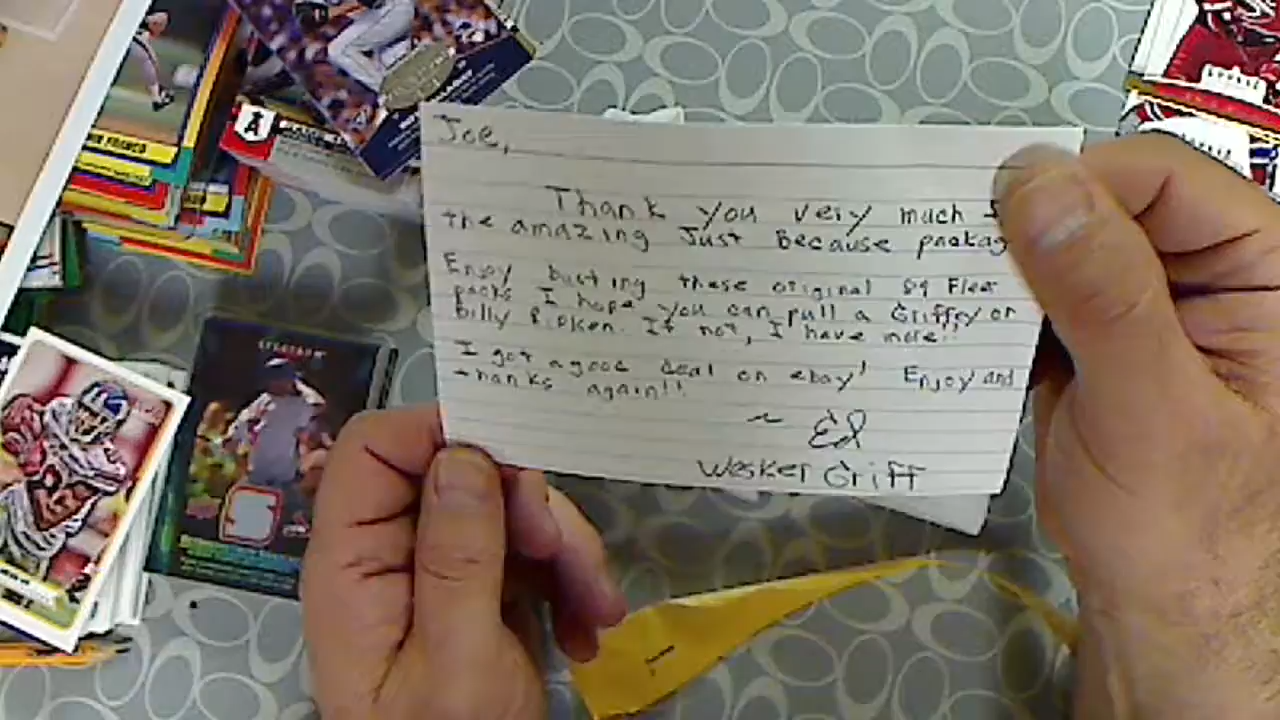 Joe,
Thank you very much
the amazing Just Because packag
Enjoy busting these original 89 Fleer
packs I hope you can pull a Griffey or
Billy Ripken. If not, I have more!!
I got a good deal on ebay! Enjoy and
thanks again!!
~ Ed
Wesker Griff